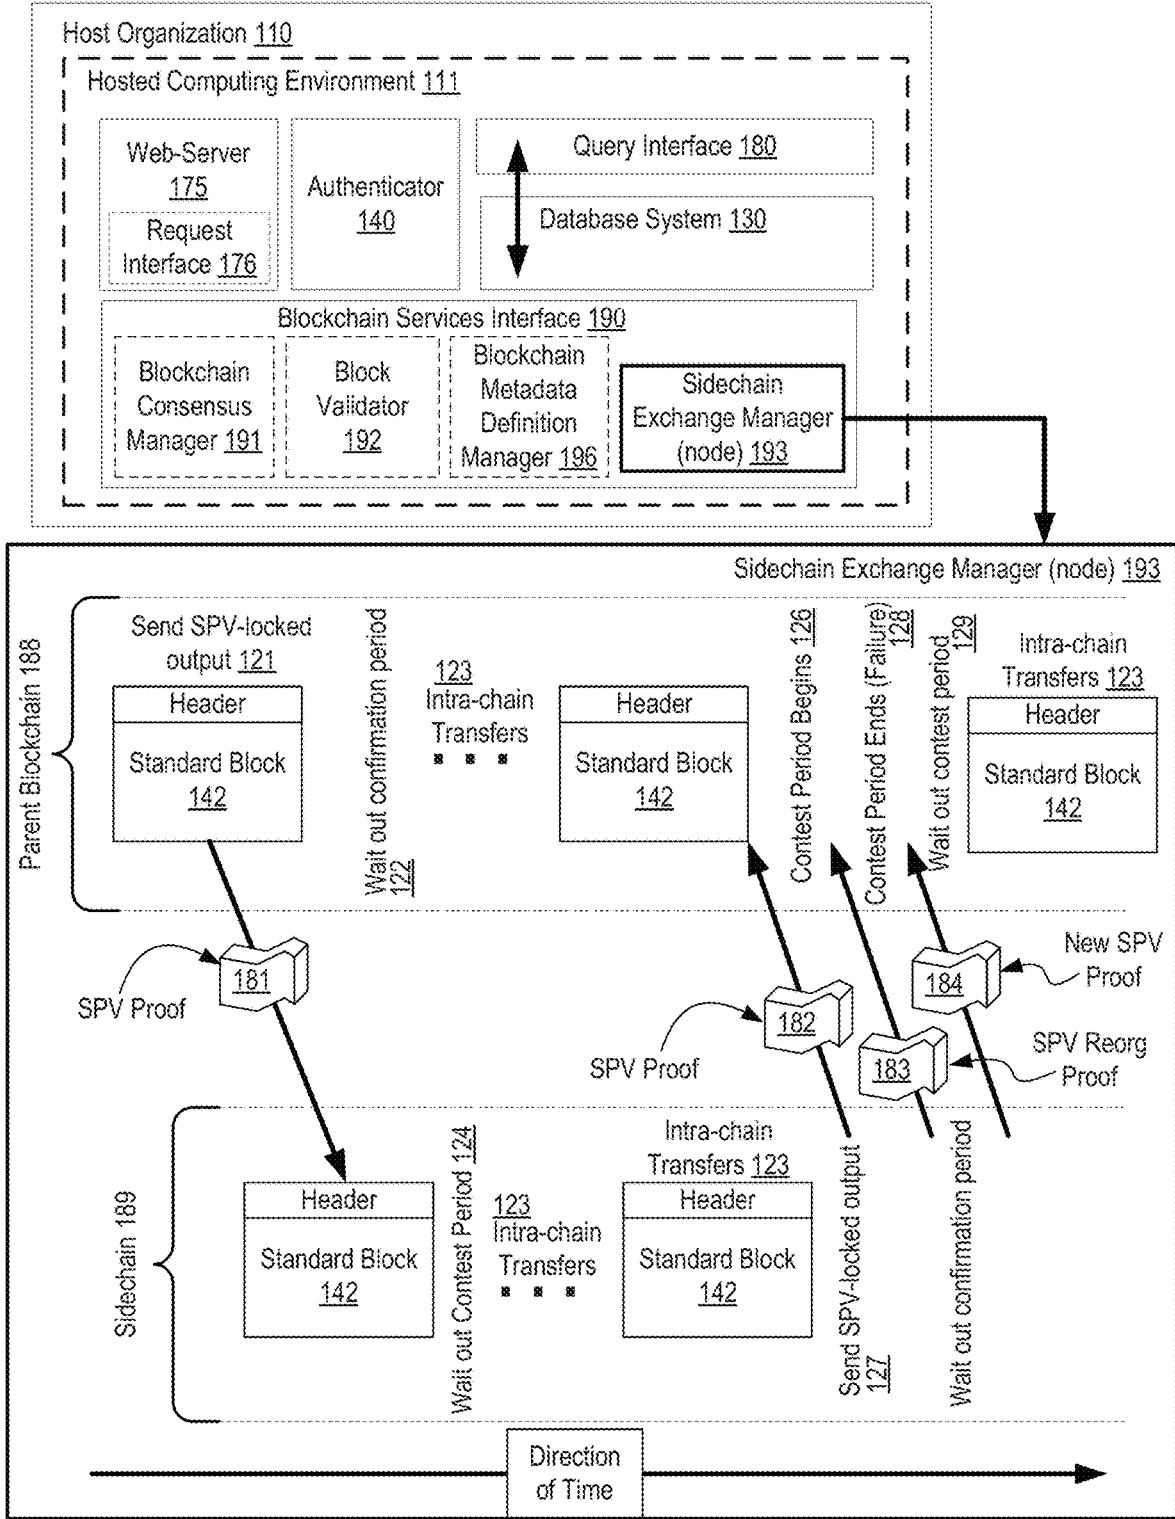 Host Organization 110
Hosted Computing Environment 111
Web-Server
175
Request
Interface 176
Authenticator
140
Query Interface 180
Database System 130
Blockchain Services Interface 190
Blockchain
Consensus
Manager 191
Block
Validator
192
Blockchain
Metadata
Definition
Manager 196
Sidechain
Exchange Manager
(node) 193
Sidechain Exchange Manager (node) 193
Parent Blockchain 188
Send SPV-locked
output 121
Header
Standard Block
142
Wait out confirmation period
122
123
Intra-chain
Transfers
Header
Standard Block
142
Contest Period Begins 126
Contest Period Ends (Failure)
128
Wait out contest period
129
Intra-chain
Transfers 123
Header
Standard Block
142
SPV Proof
181
SPV Proof
182
183
184
New SPV
Proof
SPV Reorg
Proof
Sidechain 189
Header
Standard Block
142
Wait out Contest Period 124
123
Intra-chain
Transfers
Intra-chain
Transfers 123
Header
Standard Block
142
Send SPV-locked output
127
Wait out confirmation period
Direction
of Time